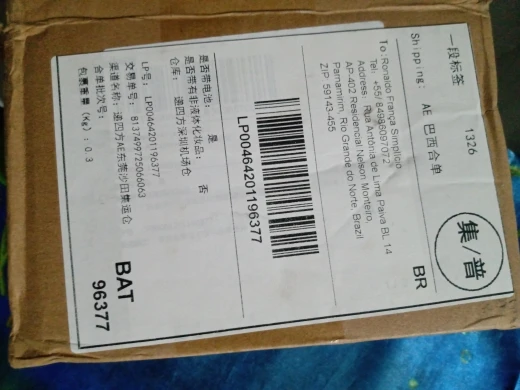 一段标签 1326
集/普
Shipping: AE 巴西合单
BR
To:Ronaldo França Simplicio
Tel: +55/ 84998007072
Address: Rua Antônia de Lima Paiva BL 14
AP-402 Residencial Nelson Monteiro,
Parnamirim, Rio Grande do Norte, Brazil
ZIP: 59143-455
LP00464201196377
是否带电池: 是
是否带有非液体化妆品: 否
仓库: 递四方深圳机场仓
LP号: LP00464201196377
交易单号: 8137499725066063
渠道名称: 递四方AE东莞沙田集运仓
合单批次号:
包裹重量(Kg): 0.3
BAT
96377